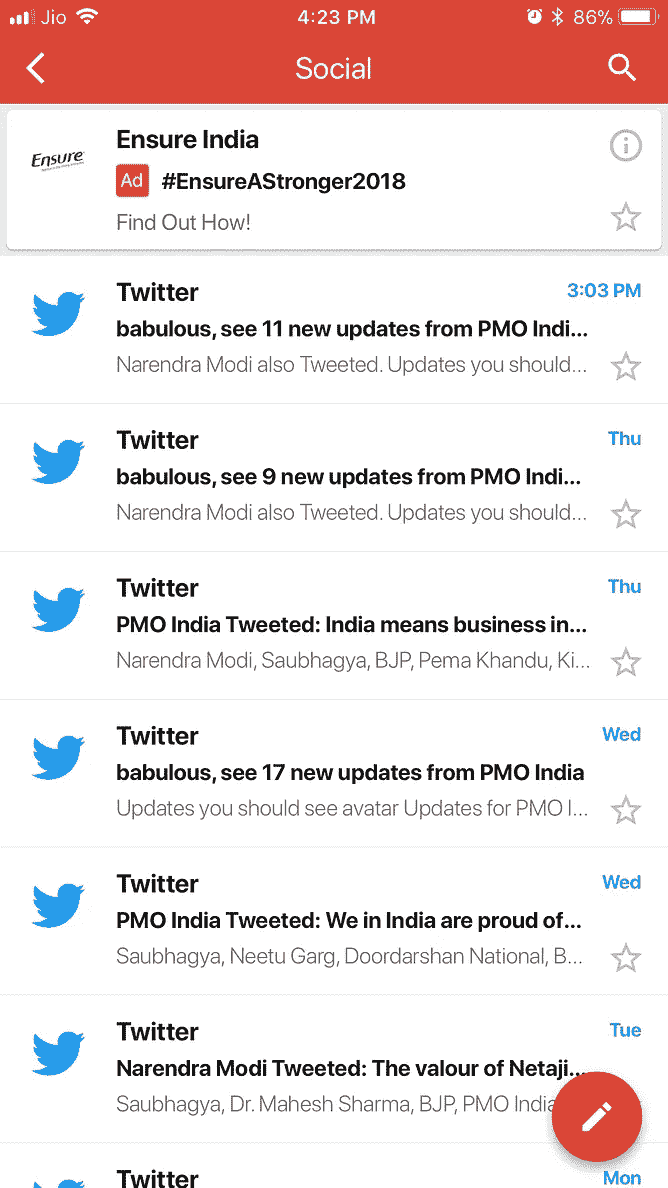 Jio 4:23 PM 86%
Social
Ensure
Ensure India
Ad #EnsureAStronger2018
Find Out How!
Twitter 3:03 PM
babulous, see 11 new updates from PMO Indi...
Narendra Modi also Tweeted. Updates you should...
Twitter Thu
babulous, see 9 new updates from PMO Indi...
Narendra Modi also Tweeted. Updates you should...
Twitter Thu
PMO India Tweeted: India means business in...
Narendra Modi, Saubhagya, BJP, Pema Khandu, Ki...
Twitter Wed
babulous, see 17 new updates from PMO India
Updates you should see avatar Updates for PMO I...
Twitter Wed
PMO India Tweeted: We in India are proud of...
Saubhagya, Neetu Garg, Doordarshan National, B...
Twitter Tue
Narendra Modi Tweeted: The valour of Netaji...
Saubhagya, Dr. Mahesh Sharma, BJP, PMO India
Twitter Mon